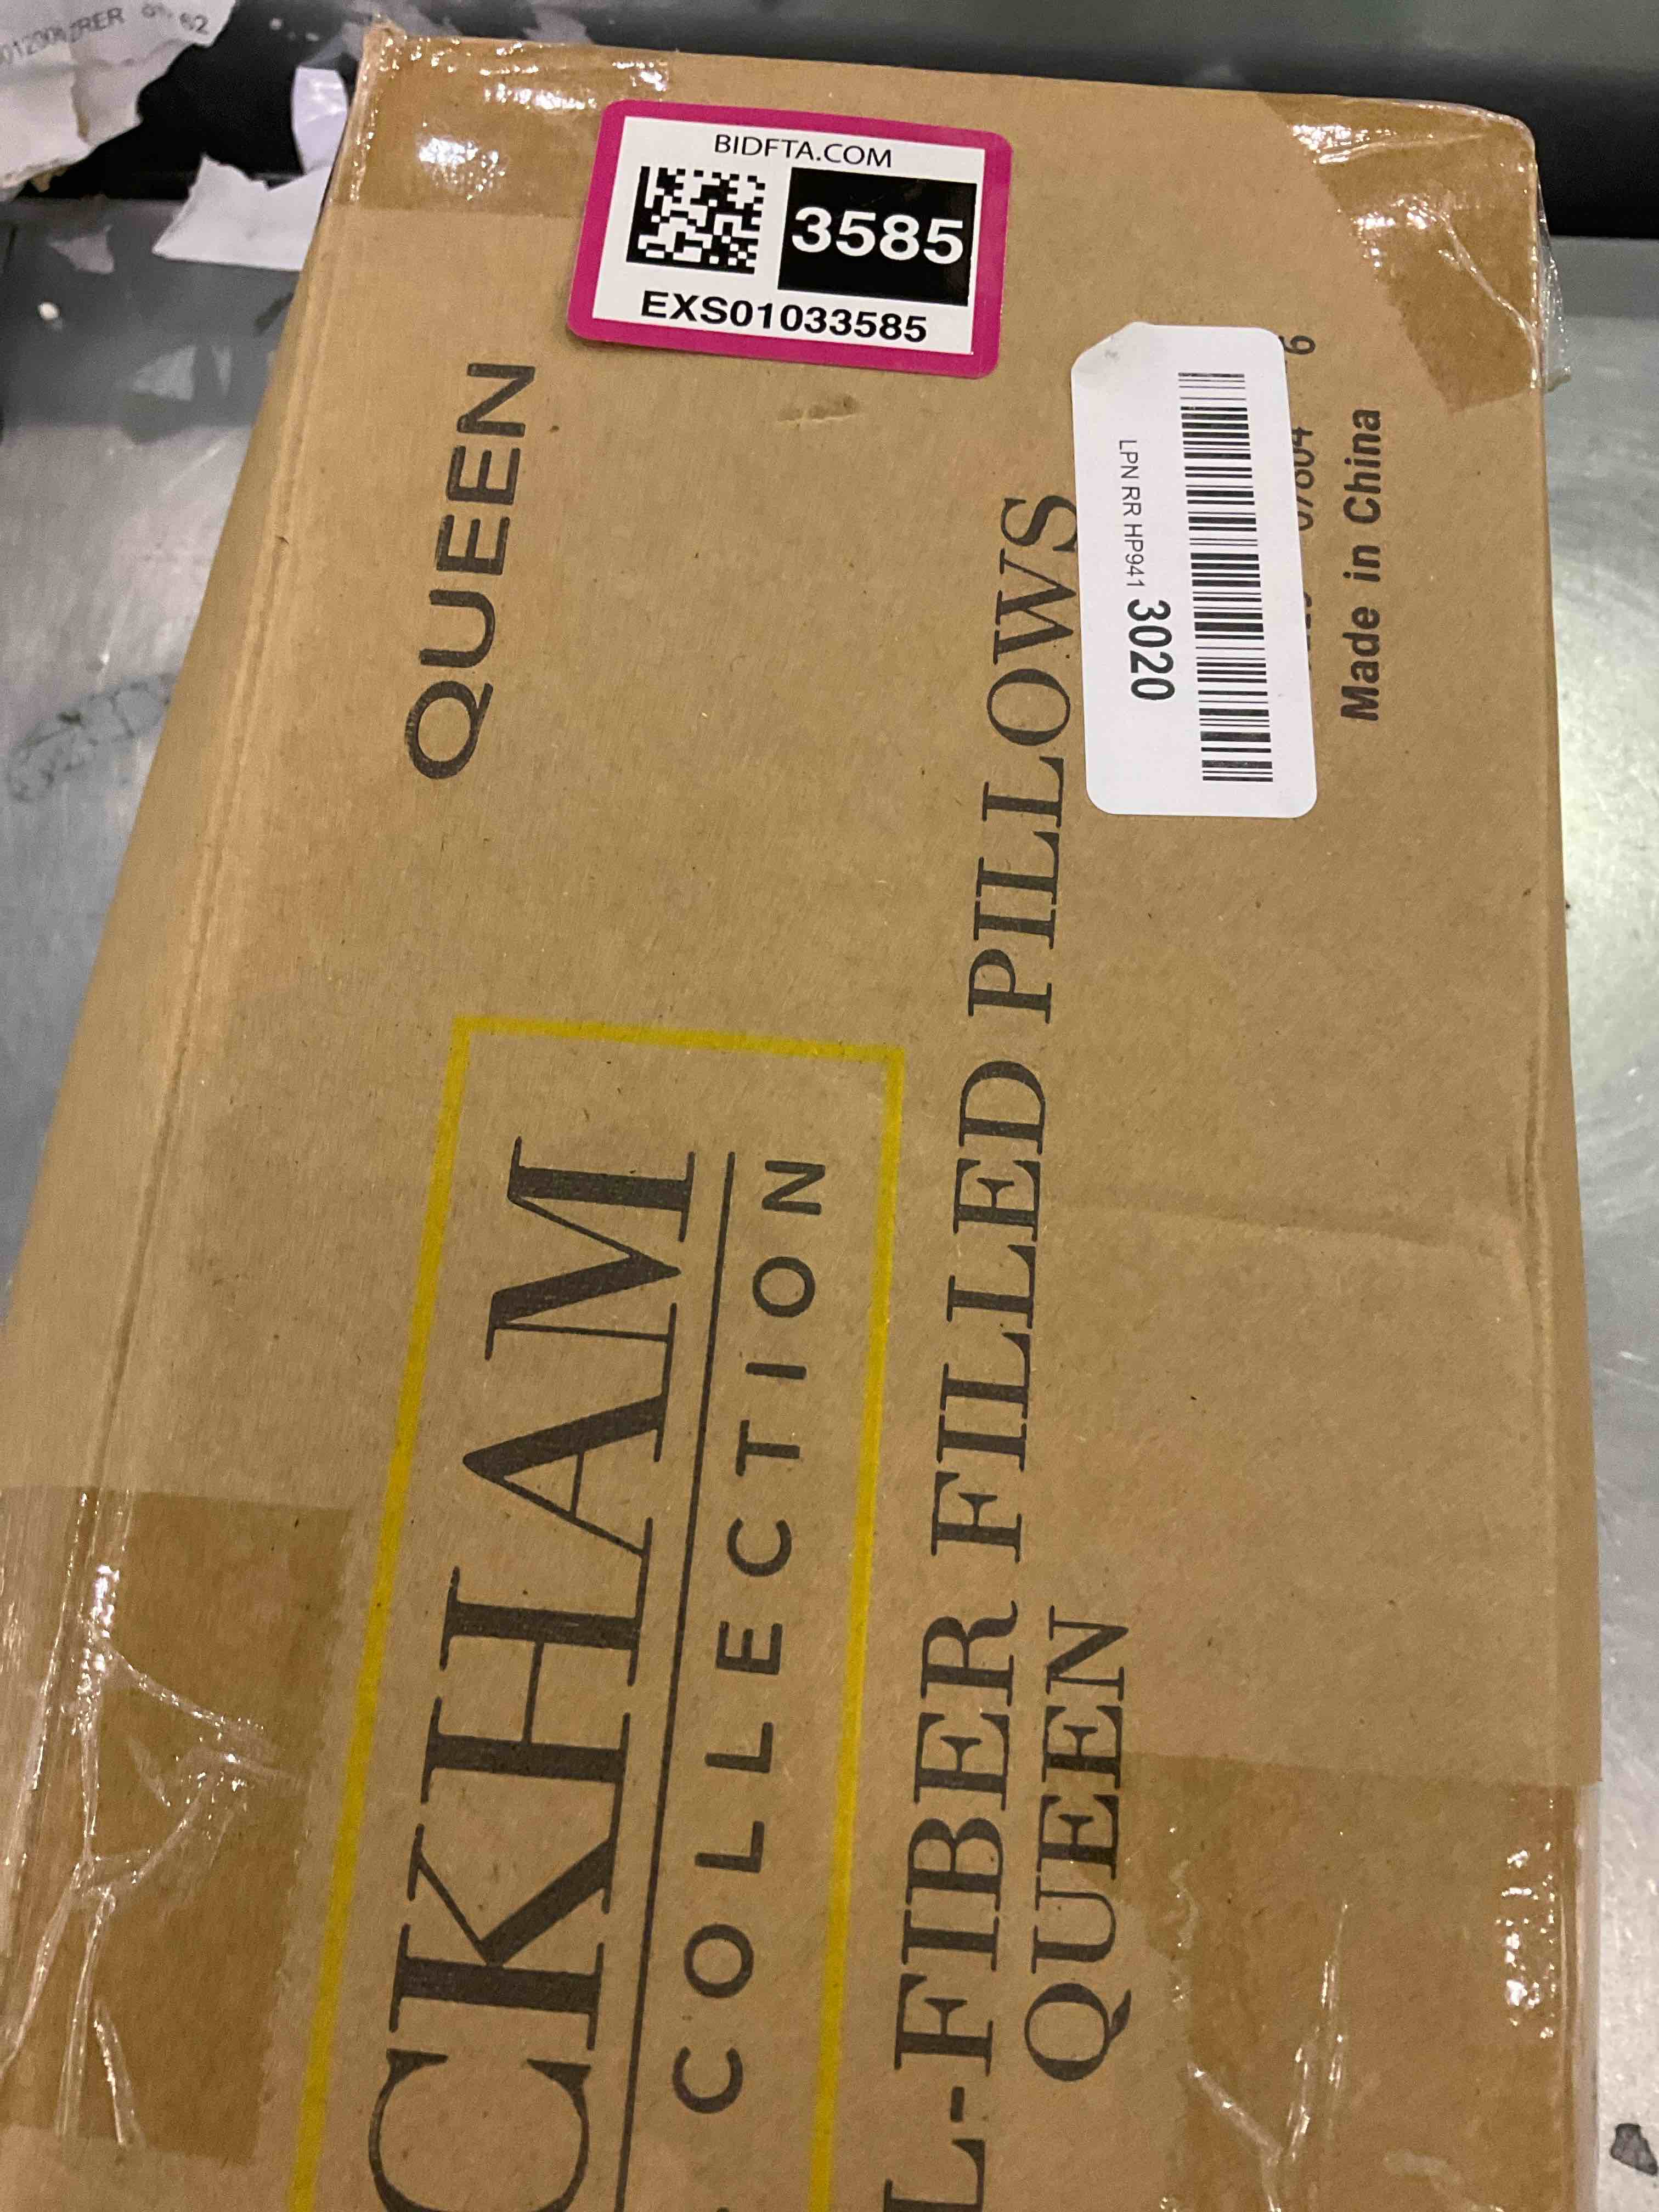 BIDFTA.COM
3585
EXS01033585
QUEEN
CKHAM
COLLECTION
L-FIBER FILLED PILLOWS
QUEEN
LPN RR HP941 3020
Made in China